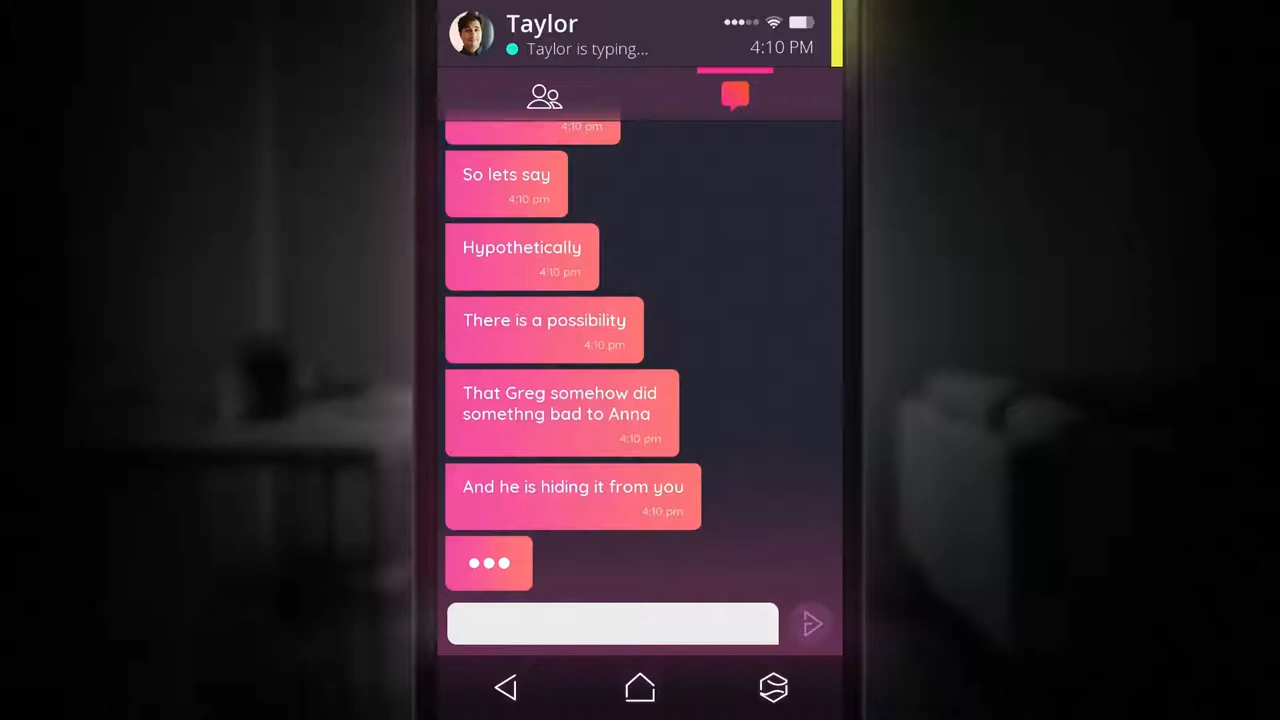 Taylor
Taylor is typing...
4:10 PM
4:10 pm
So lets say
4:10 pm
Hypothetically
4:10 pm
There is a possibility
4:10 pm
That Greg somehow did
somethng bad to Anna
4:10 pm
And he is hiding it from you
4:10 pm